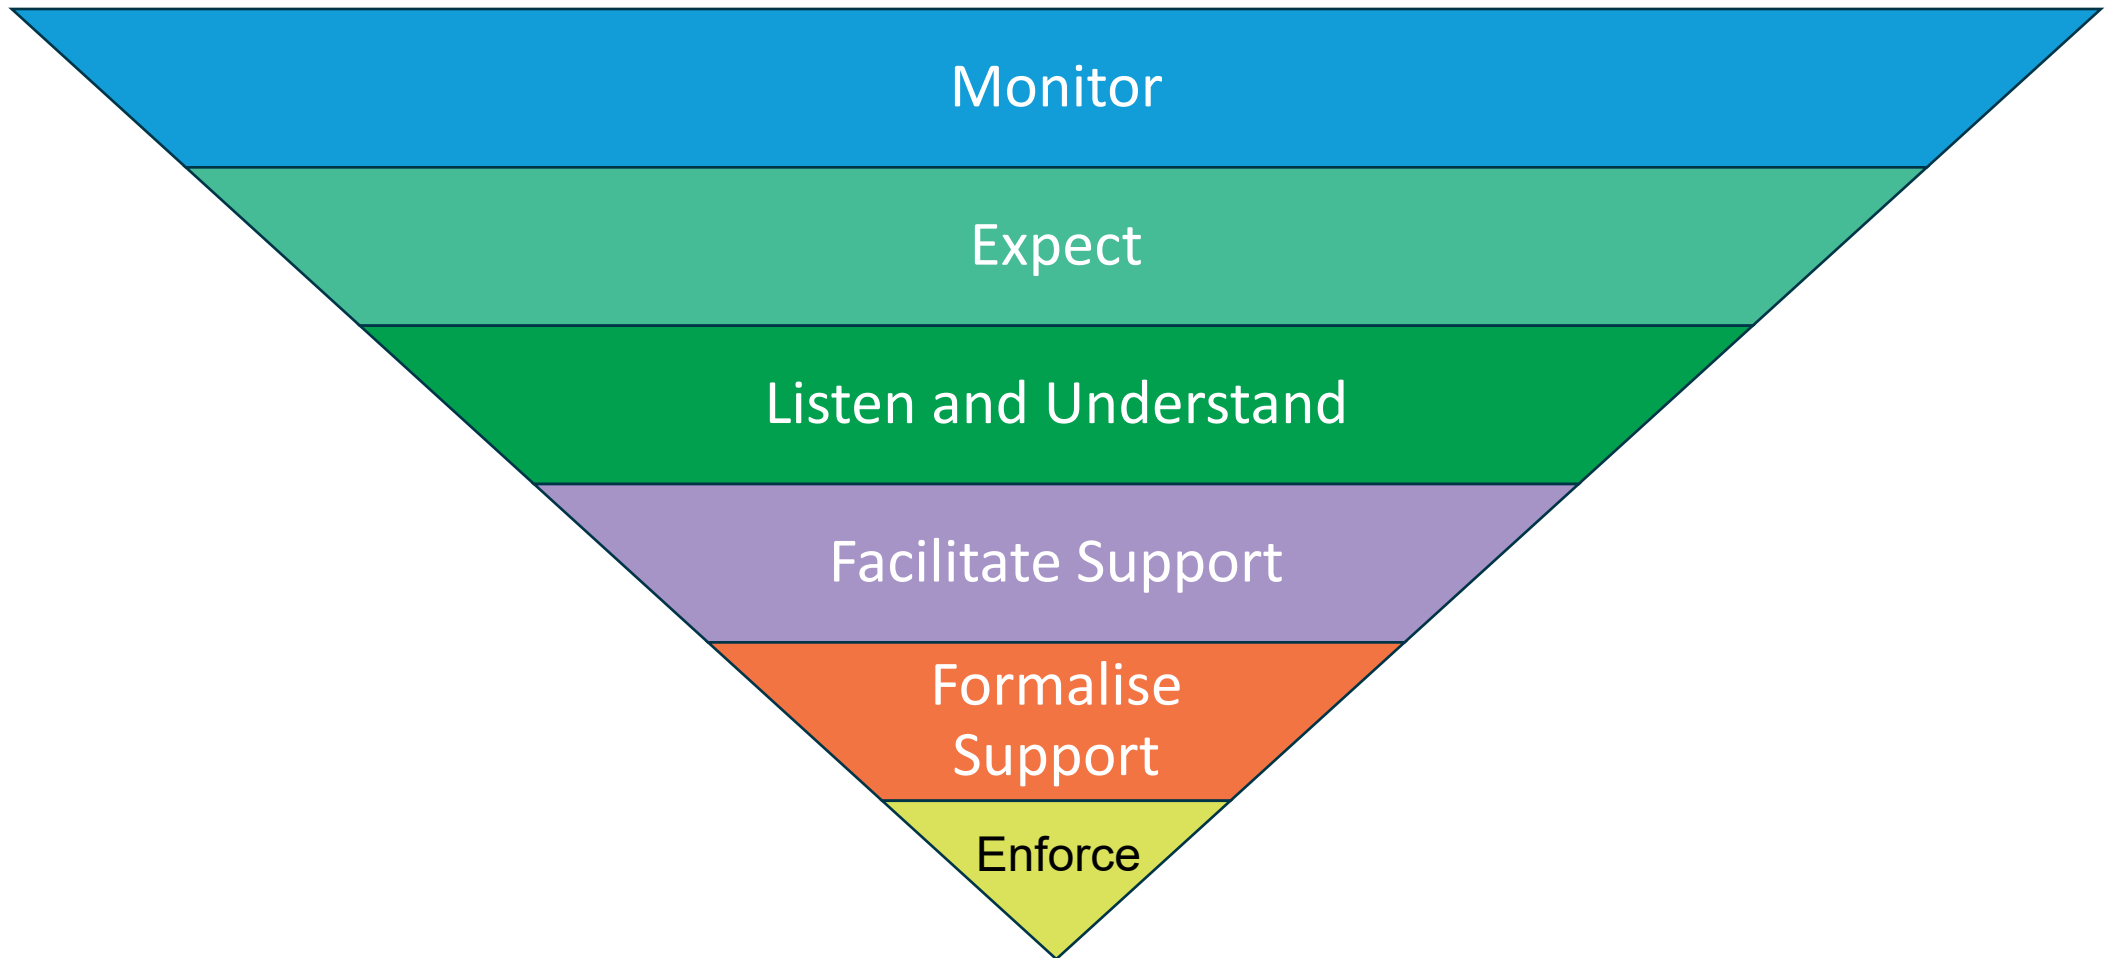 Monitor
Expect
Listen and Understand
Facilitate Support
Formalise
Support
Enforce